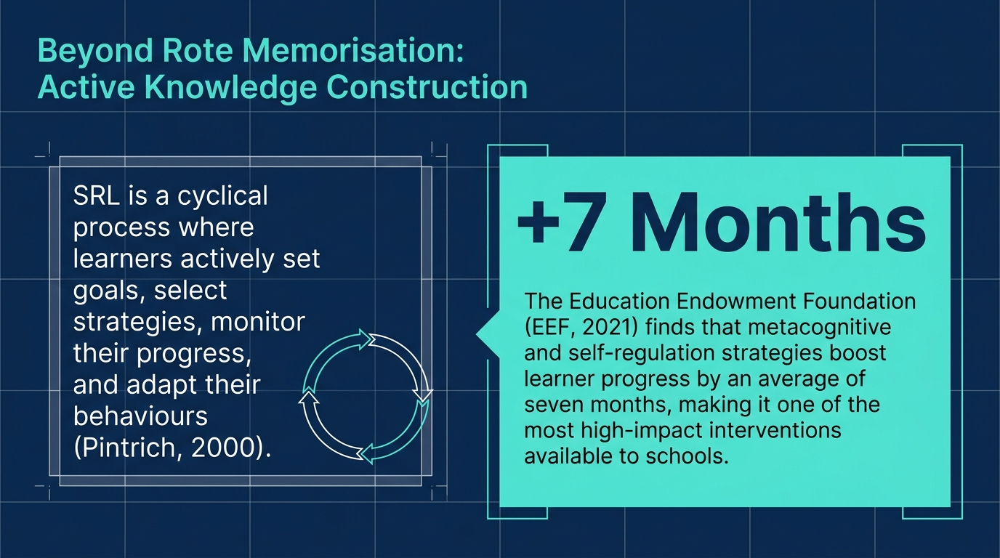 Beyond Rote Memorisation:
Active Knowledge Construction
SRL is a cyclical
process where
learners actively set
goals, select
strategies, monitor
their progress,
and adapt their
behaviours
(Pintrich, 2000).
+7 Months
The Education Endowment Foundation
(EEF, 2021) finds that metacognitive
and self-regulation strategies boost
learner progress by an average of
seven months, making it one of the
most high-impact interventions
available to schools.